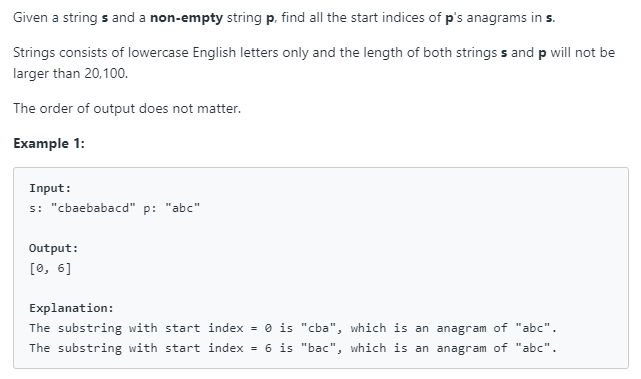 Given a string s and a non-empty string p, find all the start indices of p's anagrams in s.
Strings consists of lowercase English letters only and the length of both strings s and p will not be
larger than 20,100.
The order of output does not matter.
Example 1:
Input:
s: "cbaebabacd" p: "abc"
Output:
[0, 6]
Explanation:
The substring with start index = 0 is "cba", which is an anagram of "abc".
The substring with start index = 6 is "bac", which is an anagram of "abc".